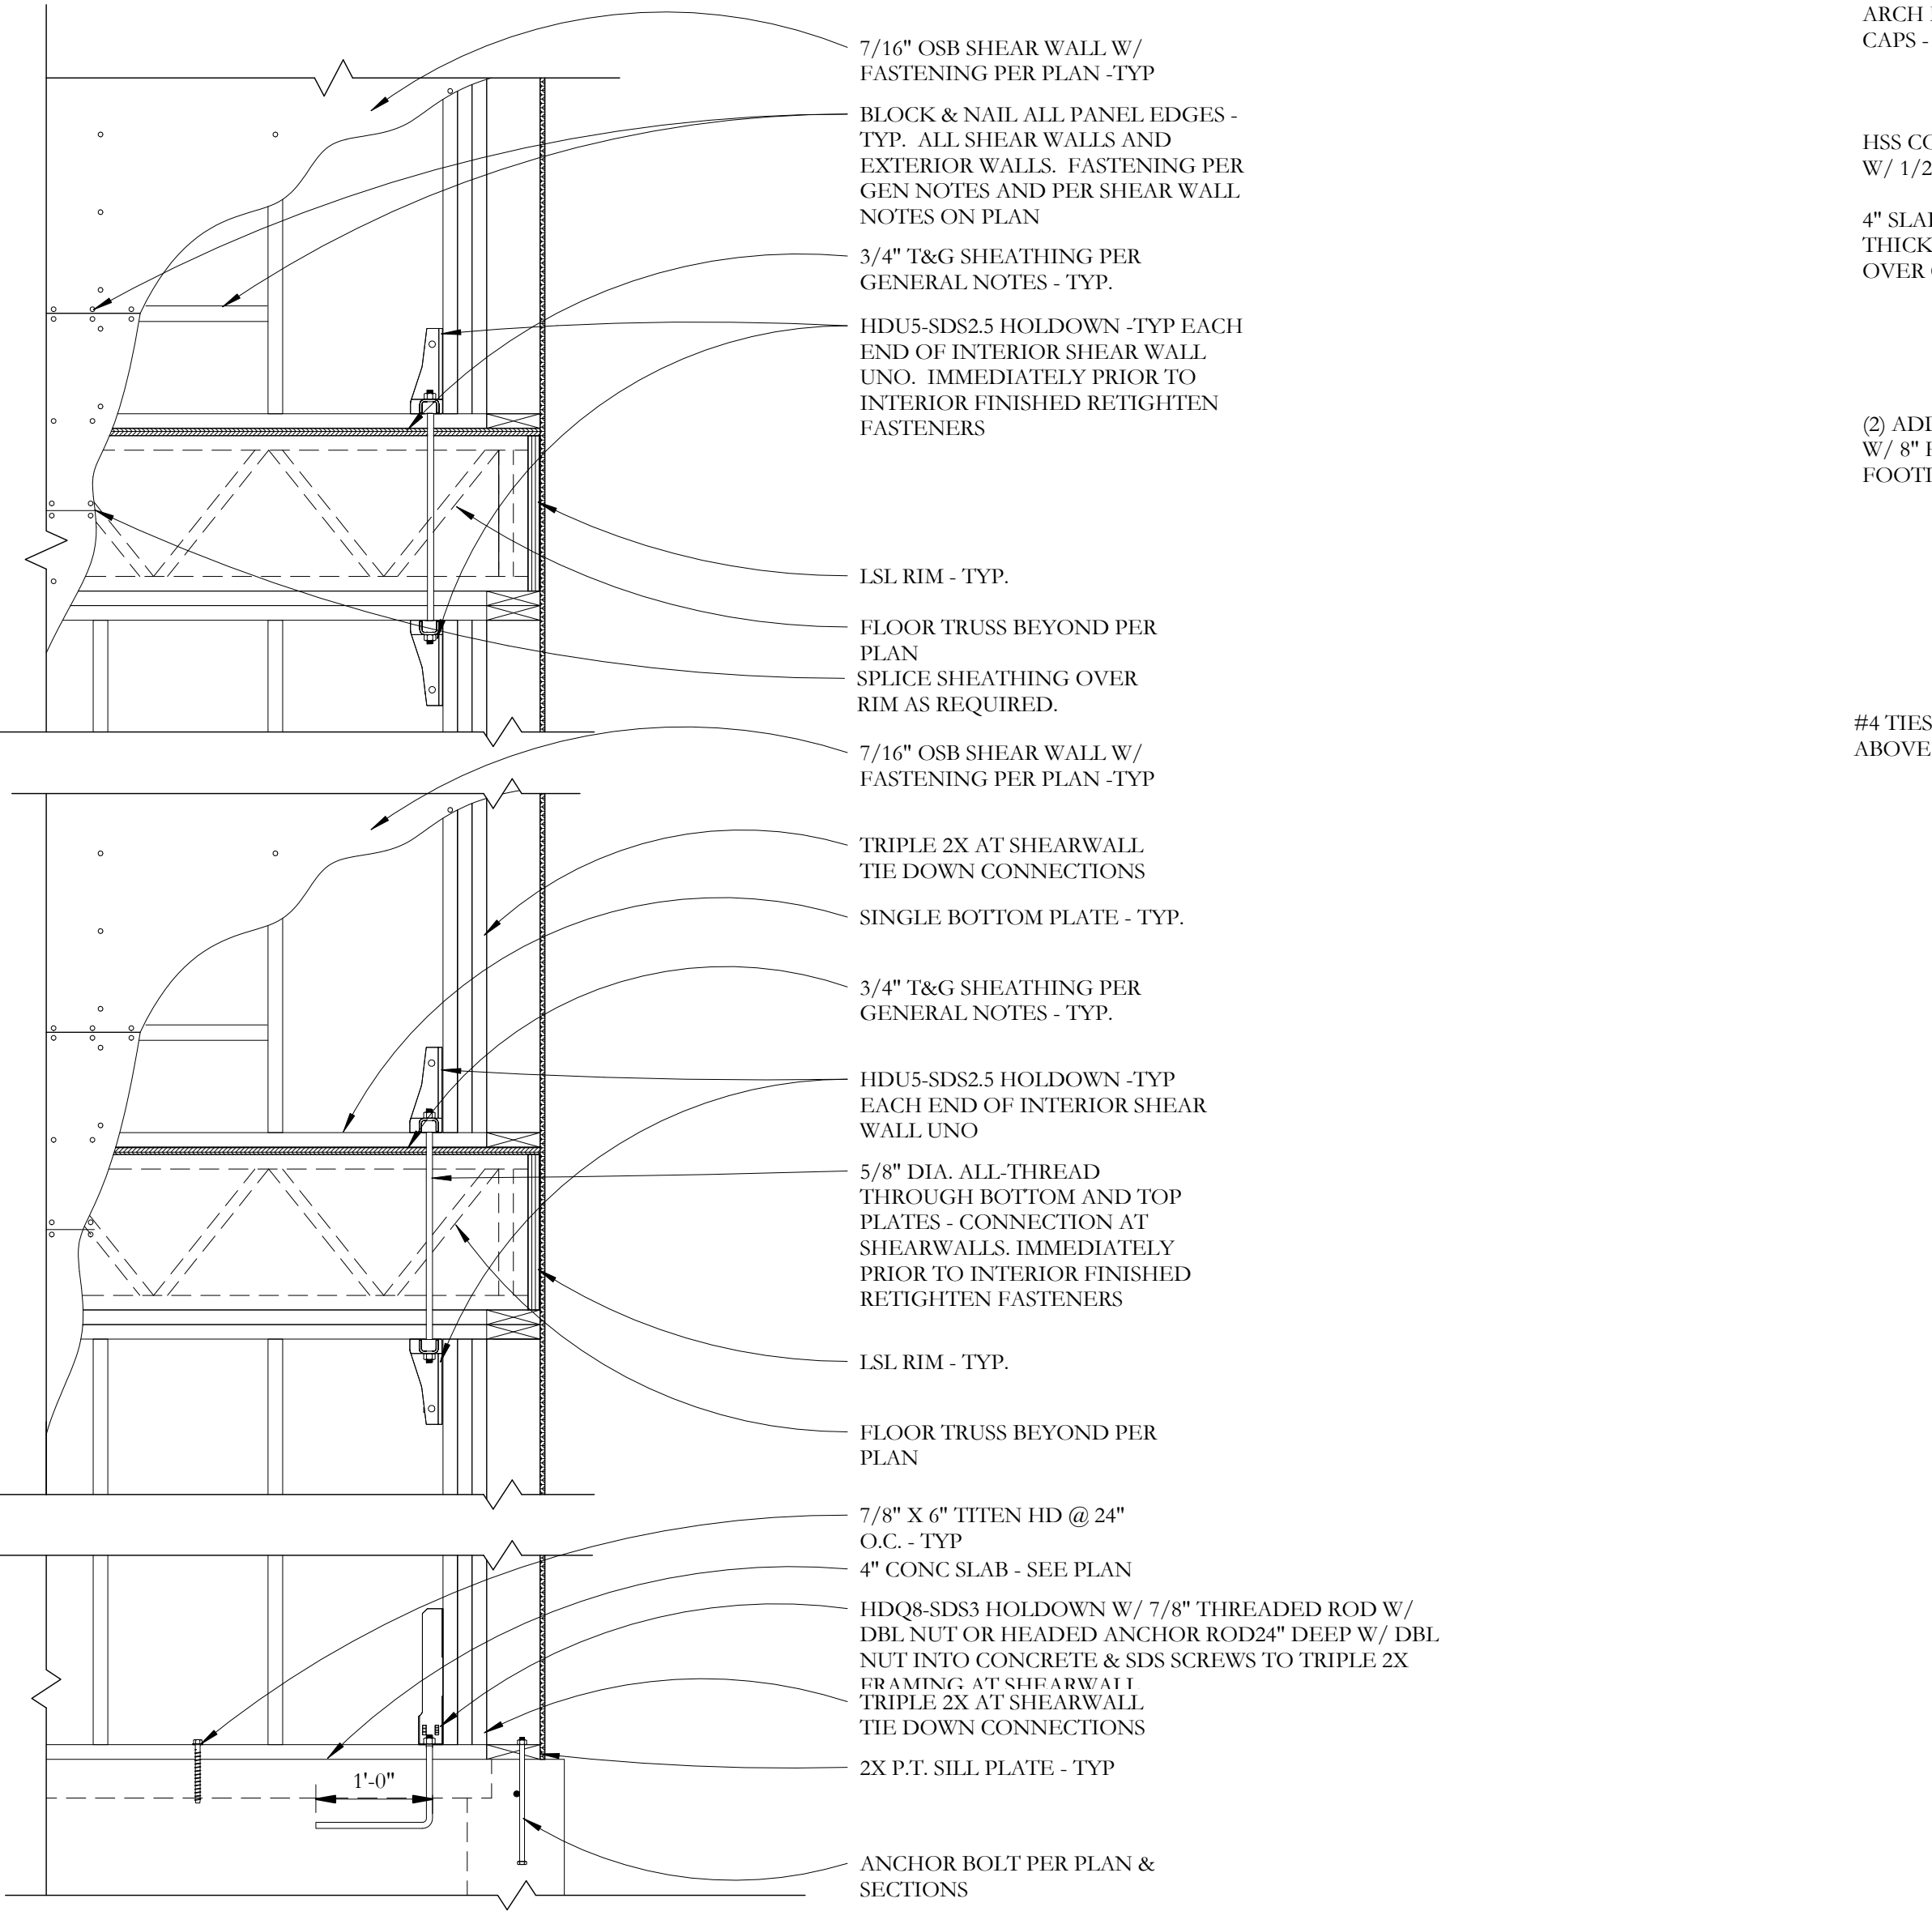 7/16" OSB SHEAR WALL W/
FASTENING PER PLAN -TYP
BLOCK & NAIL ALL PANEL EDGES -
TYP. ALL SHEAR WALLS AND
EXTERIOR WALLS. FASTENING PER
GEN NOTES AND PER SHEAR WALL
NOTES ON PLAN
3/4" T&G SHEATHING PER
GENERAL NOTES - TYP.
HDU5-SDS2.5 HOLDOWN -TYP EACH
END OF INTERIOR SHEAR WALL
UNO. IMMEDIATELY PRIOR TO
INTERIOR FINISHED RETIGHTEN
FASTENERS
LSL RIM - TYP.
FLOOR TRUSS BEYOND PER
PLAN
SPLICE SHEATHING OVER
RIM AS REQUIRED.
7/16" OSB SHEAR WALL W/
FASTENING PER PLAN -TYP
TRIPLE 2X AT SHEARWALL
TIE DOWN CONNECTIONS
SINGLE BOTTOM PLATE - TYP.
3/4" T&G SHEATHING PER
GENERAL NOTES - TYP.
HDU5-SDS2.5 HOLDOWN -TYP
EACH END OF INTERIOR SHEAR
WALL UNO
5/8" DIA. ALL-THREAD
THROUGH BOTTOM AND TOP
PLATES - CONNECTION AT
SHEARWALLS. IMMEDIATELY
PRIOR TO INTERIOR FINISHED
RETIGHTEN FASTENERS
LSL RIM - TYP.
FLOOR TRUSS BEYOND PER
PLAN
7/8" X 6" TITEN HD @ 24"
O.C. - TYP
4" CONC SLAB - SEE PLAN
HDQ8-SDS3 HOLDOWN W/ 7/8" THREADED ROD W/
DBL NUT OR HEADED ANCHOR ROD24" DEEP W/ DBL
NUT INTO CONCRETE & SDS SCREWS TO TRIPLE 2X
FRAMING AT SHEARWALL
TRIPLE 2X AT SHEARWALL
TIE DOWN CONNECTIONS
2X P.T. SILL PLATE - TYP
1'-0"
ANCHOR BOLT PER PLAN &
SECTIONS
ARCH
CAPS -
HSS
W/ 1/2
4"
THICK
OVER
(2)
W/ 8"
#4 TIES
ABOVE